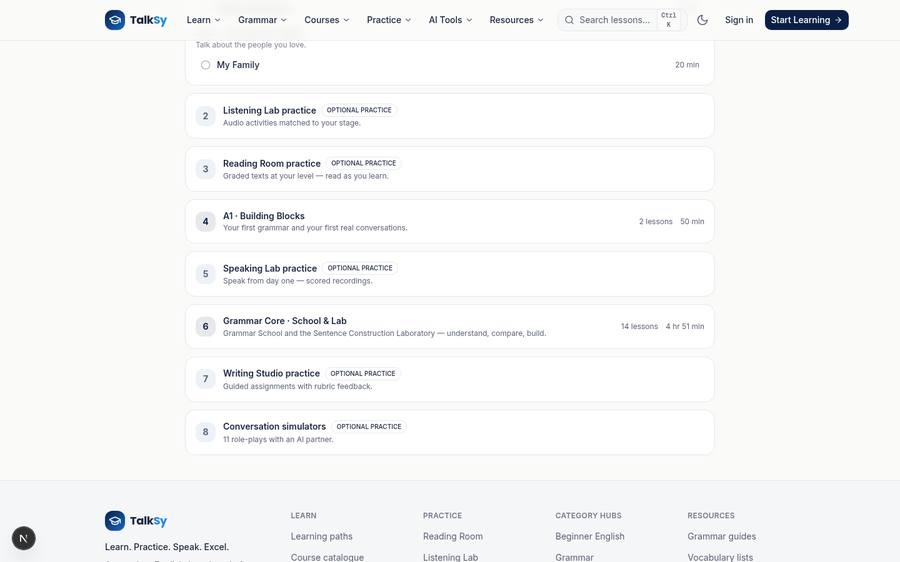 TalkSy
Learn
Grammar
Courses
Practice
AI Tools
Resources
Search lessons...
Ctrl
K
Sign in
Start Learning
Talk about the people you love.
My Family
20 min
2
Listening Lab practice
OPTIONAL PRACTICE
Audio activities matched to your stage.
3
Reading Room practice
OPTIONAL PRACTICE
Graded texts at your level — read as you learn.
4
A1 · Building Blocks
2 lessons
50 min
Your first grammar and your first real conversations.
5
Speaking Lab practice
OPTIONAL PRACTICE
Speak from day one — scored recordings.
6
Grammar Core · School & Lab
14 lessons
4 hr 51 min
Grammar School and the Sentence Construction Laboratory — understand, compare, build.
7
Writing Studio practice
OPTIONAL PRACTICE
Guided assignments with rubric feedback.
8
Conversation simulators
OPTIONAL PRACTICE
11 role-plays with an AI partner.
TalkSy
Learn. Practice. Speak. Excel.
LEARN
Learning paths
Course catalogue
PRACTICE
Reading Room
Listening Lab
CATEGORY HUBS
Beginner English
Grammar
RESOURCES
Grammar guides
Vocabulary lists
N